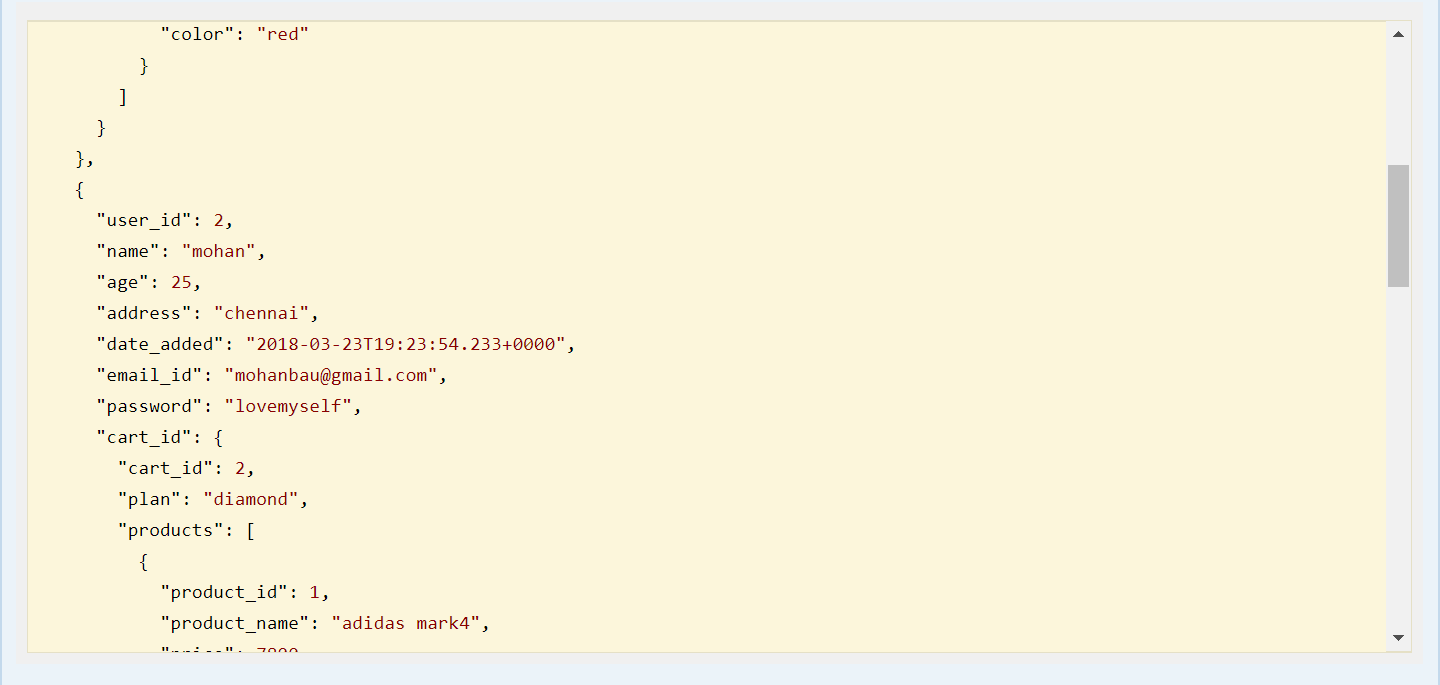 "color": "red"
}
]
}
},
{
"user_id": 2,
"name": "mohan",
"age": 25,
"address": "chennai",
"date_added": "2018-03-23T19:23:54.233+0000",
"email_id": "mohanbau@gmail.com",
"password": "lovemyself",
"cart_id": {
"cart_id": 2,
"plan": "diamond",
"products": [
{
"product_id": 1,
"product_name": "adidas mark4",